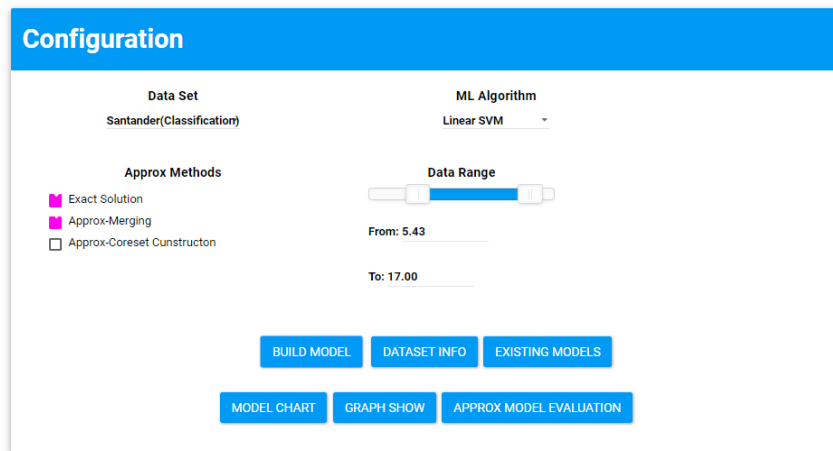 Configuration
Data Set
ML Algorithm
Santander(Classification)
Linear SVM
Approx Methods
Data Range
Exact Solution
Approx-Merging
Approx-Coreset Cunstructon
From: 5.43
To: 17.00
BUILD MODEL
DATASET INFO
EXISTING MODELS
MODEL CHART
GRAPH SHOW
APPROX MODEL EVALUATION